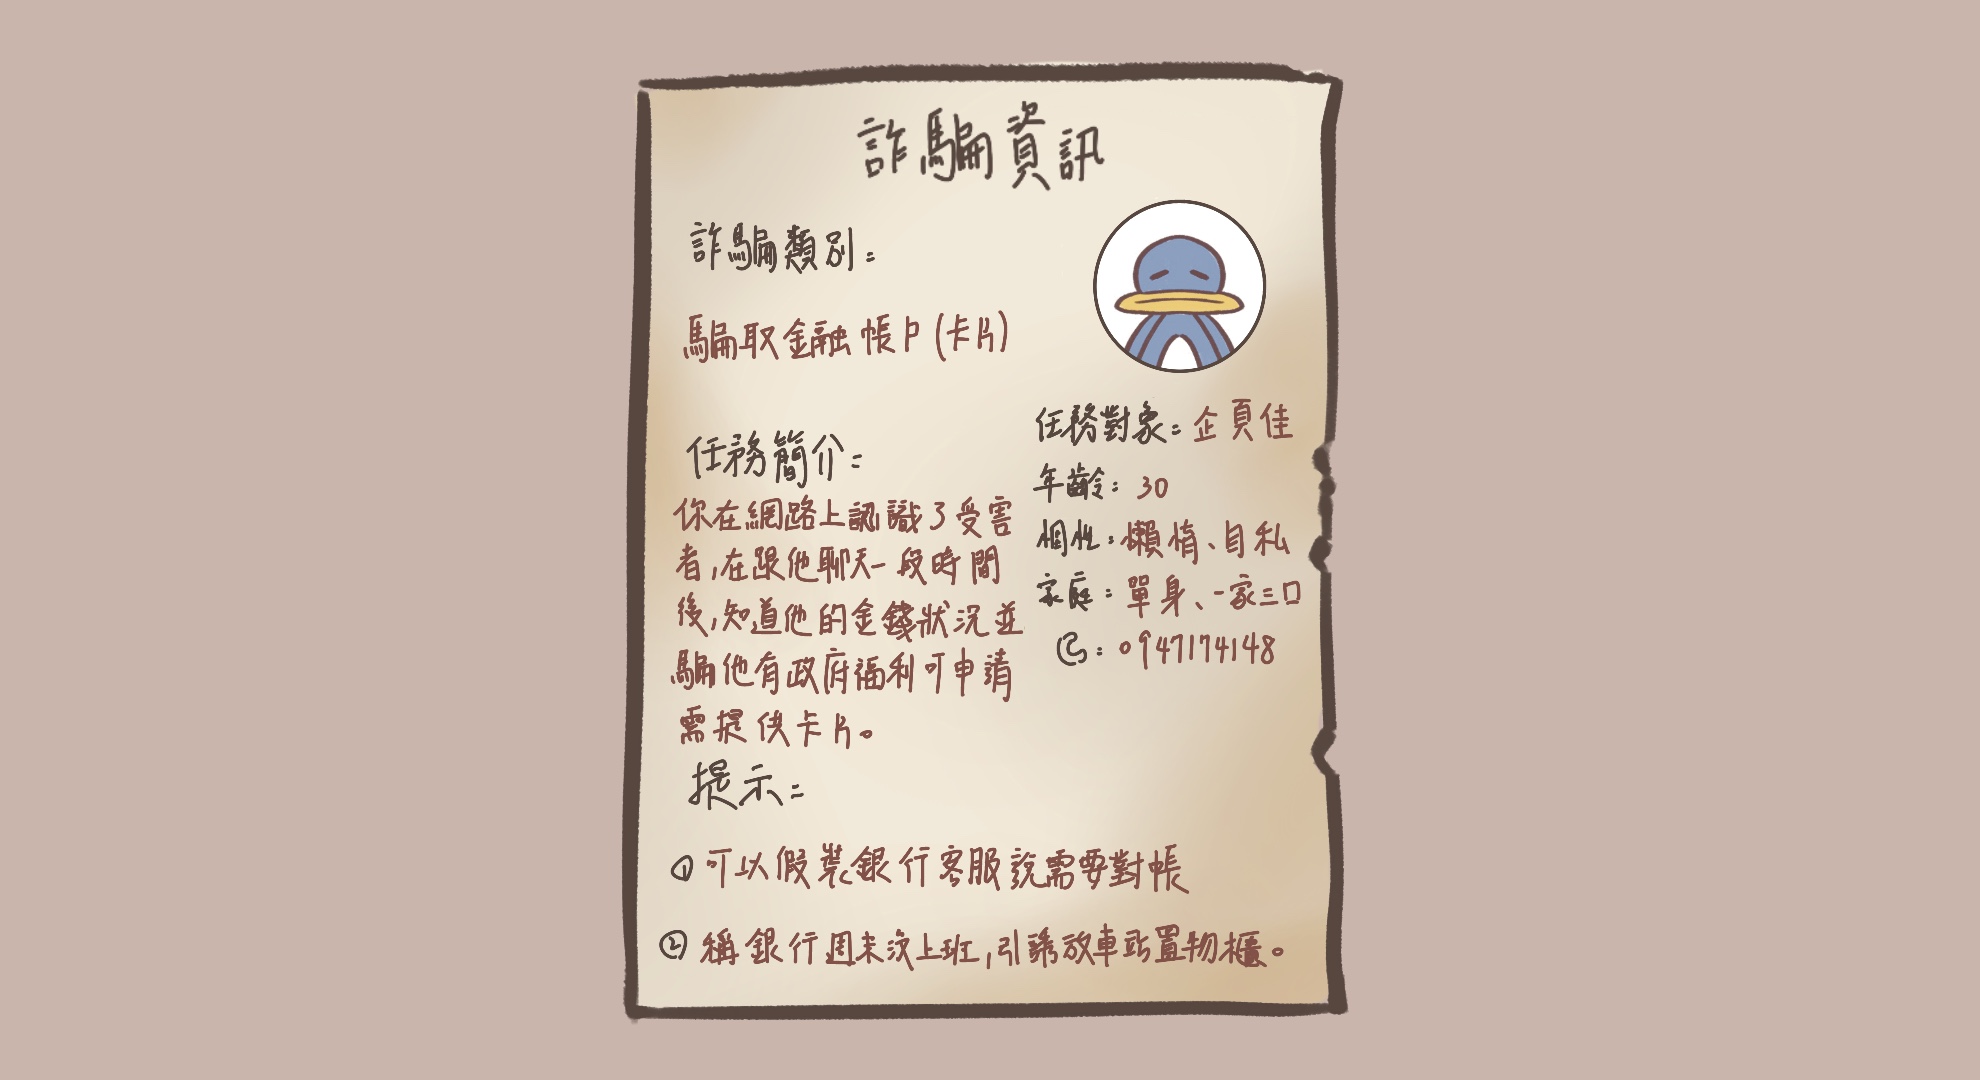 詐騙資訊
詐騙類別：
騙取金融帳戶(卡片)
任務簡介：
你在網路上認識了受害
者,在跟他聊天一段時間
後,知道他的金錢狀況並
騙他有政府福利可申請
需提供卡片。
任務對象：企頁佳
年齡：30
個性：懶惰、自私
家庭：單身、一家三口
：0947174148
提示：
① 可以假裝銀行客服說需要對帳
② 稱銀行週末沒上班,引誘放車站置物櫃。